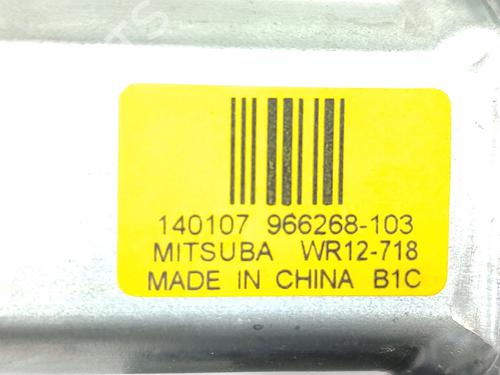 140107 966268-103
MITSUBA WR12-718
MADE IN CHINA B1C